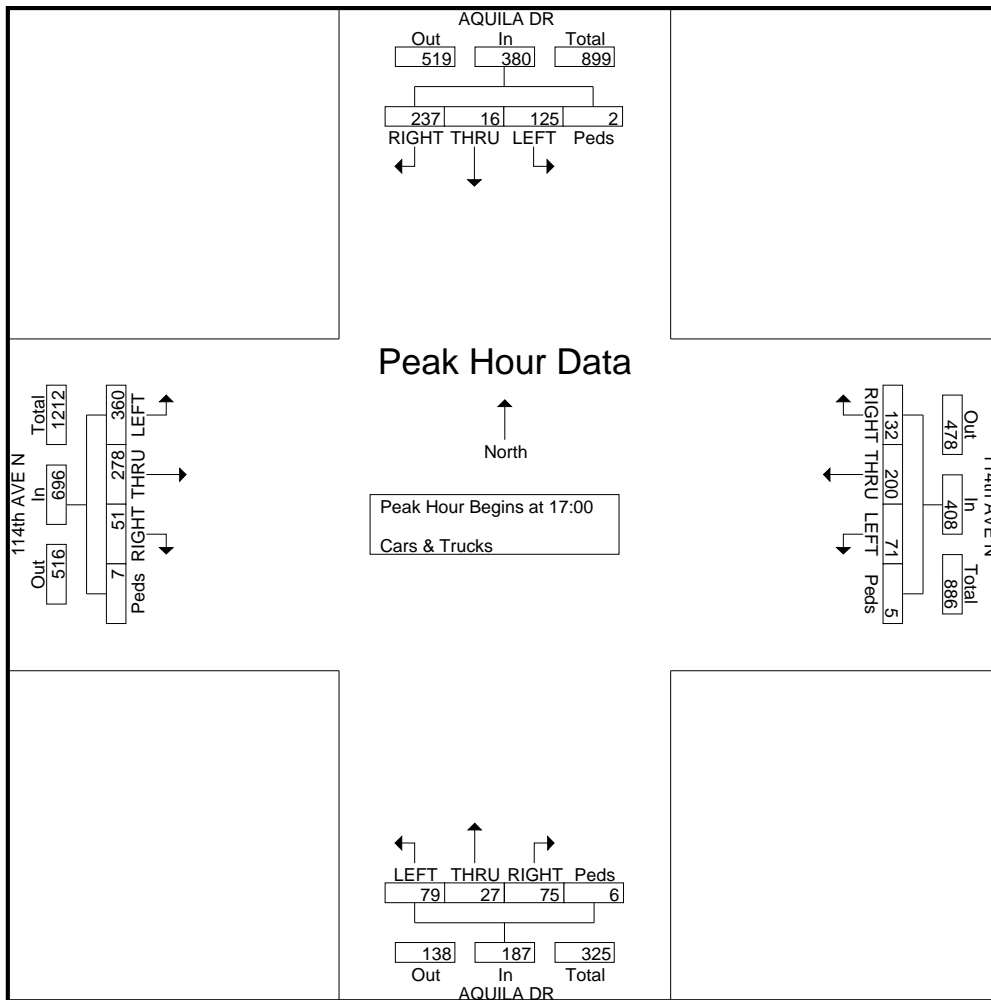 AQUILA DR
Out In Total
519 380 899
237 16 125 2
RIGHT THRU LEFT Peds
Peak Hour Data
North
Peak Hour Begins at 17:00
Cars & Trucks
114th AVE N
Total In Out
1212 696 516
360 278 51 7
LEFT THRU RIGHT Peds
RIGHT THRU LEFT Peds
132 200 71 5
Out In Total
478 408 886
114th AVE N
LEFT THRU RIGHT Peds
79 27 75 6
138 187 325
Out In Total
AQUILA DR